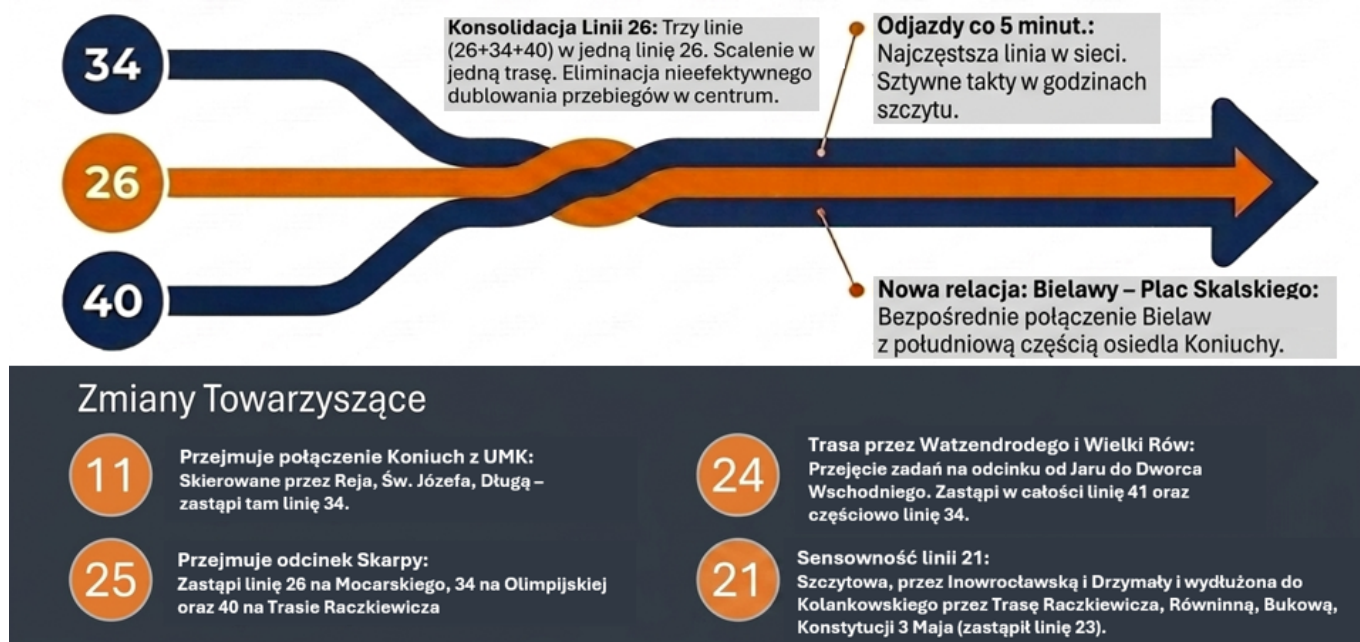 34
26
40
Konsolidacja Linii 26: Trzy linie
(26+34+40) w jedną linię 26. Scalenie w
jedną trasę. Eliminacja nieefektywnego
dublowania przebiegów w centrum.
Odjazdy co 5 minut.:
Najczęstsza linia w sieci.
Sztywne takty w godzinach
szczytu.
Nowa relacja: Bielawy – Plac Skalskiego:
Bezpośrednie połączenie Bielaw
z południową częścią osiedla Koniuchy.
Zmiany Towarzyszące
11
Przejmuje połączenie Koniuch z UMK:
Skierowane przez Reja, Św. Józefa, Długą –
zastąpi tam linię 34.
25
Przejmuje odcinek Skarpy:
Zastąpi linię 26 na Mocarskiego, 34 na Olimpijskiej
oraz 40 na Trasie Raczkiewicza
24
Trasa przez Watzendrodego i Wielki Rów:
Przejęcie zadań na odcinku od Jaru do Dworca
Wschodniego. Zastąpi w całości linię 41 oraz
częściowo linię 34.
21
Sensowność linii 21:
Szczytowa, przez Inowrocławską i Drzymały i wydłużona do
Kolankowskiego przez Trasę Raczkiewicza, Równinną, Bukową,
Konstytucji 3 Maja (zastąpił linię 23).